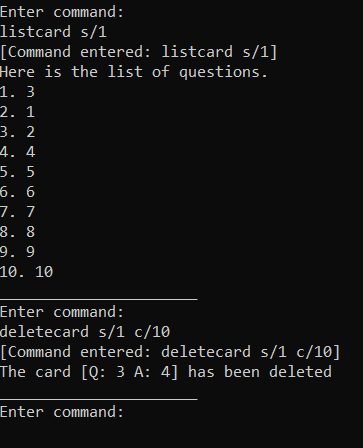 Enter command:
listcard s/1
[Command entered: listcard s/1]
Here is the list of questions.
1. 3
2. 1
3. 2
4. 4
5. 5
6. 6
7. 7
8. 8
9. 9
10. 10
______________________
Enter command:
deletecard s/1 c/10
[Command entered: deletecard s/1 c/10]
The card [Q: 3 A: 4] has been deleted
______________________
Enter command: